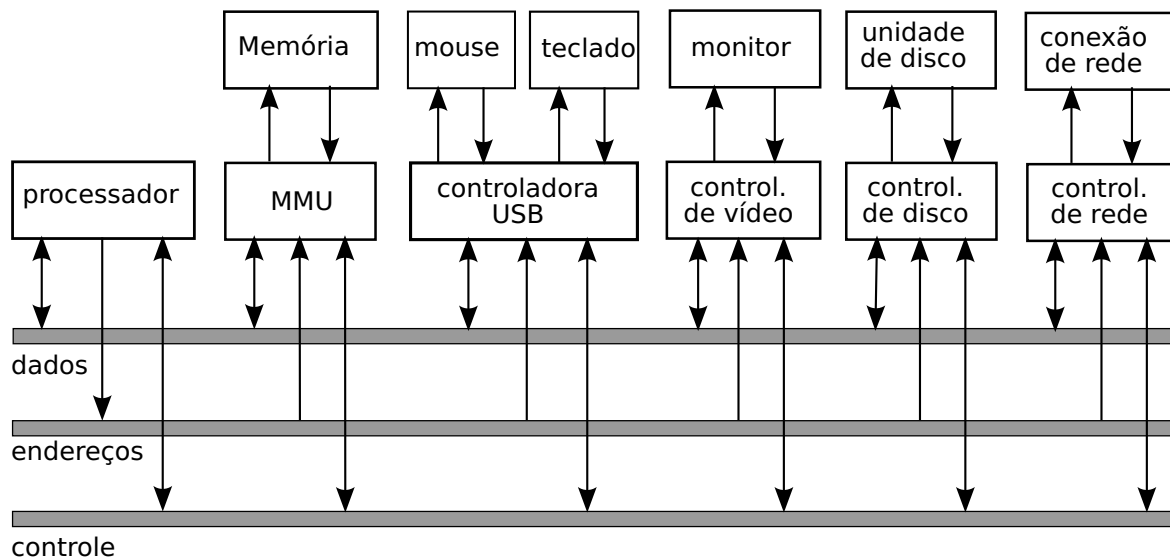 Memória
mouse
teclado
monitor
unidade
de disco
conexão
de rede
processador
MMU
controladora
USB
control.
de vídeo
control.
de disco
control.
de rede
dados
endereços
controle